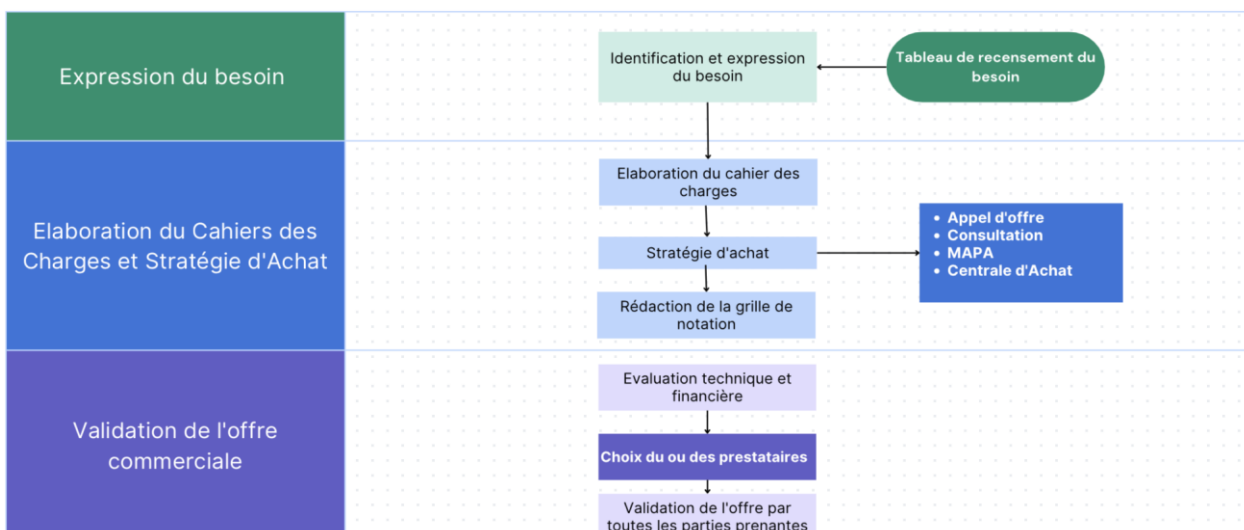 Expression du besoin
Identification et expression
du besoin
Tableau de recensement du
besoin
Elaboration du Cahiers des
Charges et Stratégie d'Achat
Elaboration du cahier des
charges
Stratégie d'achat
• Appel d'offre
• Consultation
• MAPA
• Centrale d'Achat
Rédaction de la grille de
notation
Validation de l'offre
commerciale
Evaluation technique et
financière
Choix du ou des prestataires
Validation de l'offre par
toutes les parties prenantes